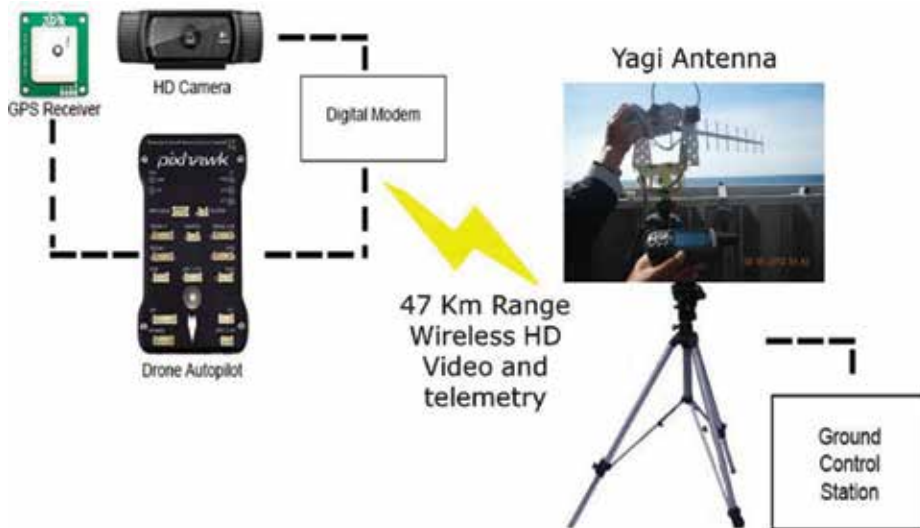 GPS Receiver
HD Camera
Digital Modem
Yagi Antenna
pixhawk
Drone Autopilot
47 Km Range
Wireless HD
Video and
telemetry
Ground
Control
Station